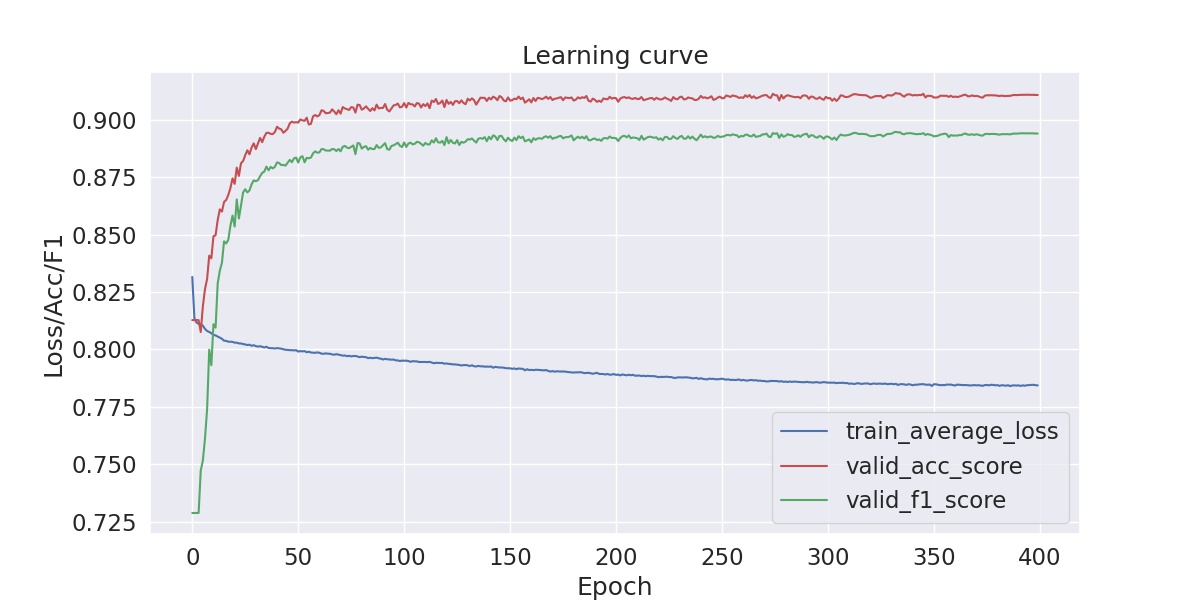 Learning curve
Loss/Acc/F1
0.900
0.875
0.850
0.825
0.800
0.775
0.750
0.725
train_average_loss
valid_acc_score
valid_f1_score
0 50 100 150 200 250 300 350 400
Epoch